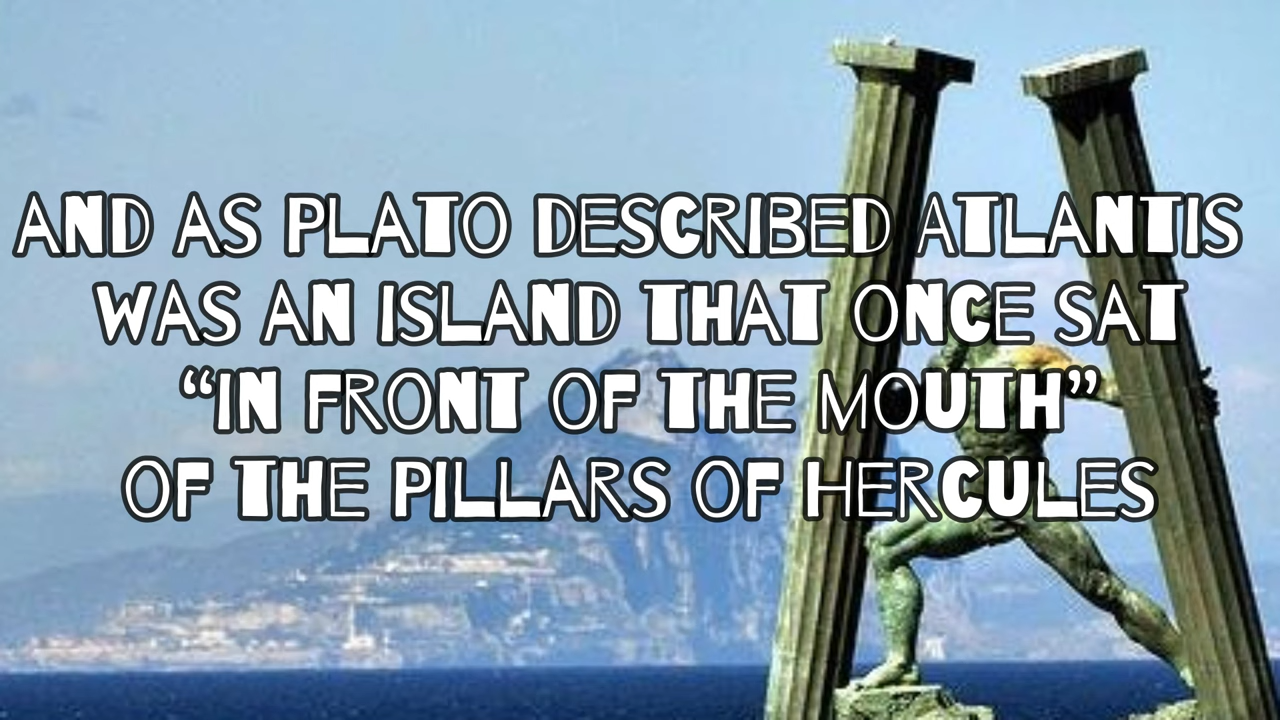 AND AS PLATO DESCRIBED ATLANTIS
WAS AN ISLAND THAT ONCE SAT
“IN FRONT OF THE MOUTH”
OF THE PILLARS OF HERCULES